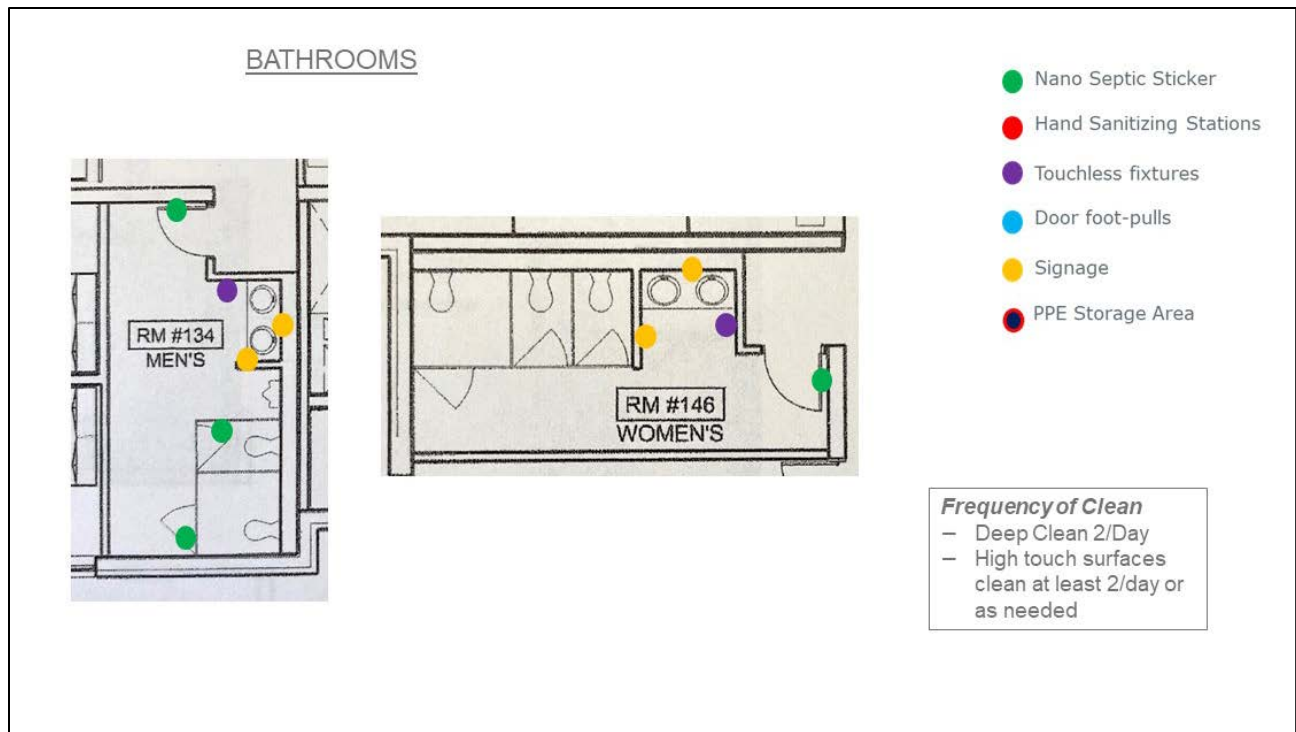 BATHROOMS
Nano Septic Sticker
Hand Sanitizing Stations
Touchless fixtures
Door foot-pulls
Signage
PPE Storage Area
RM #134
MEN'S
RM #146
WOMEN'S
Frequency of Clean
– Deep Clean 2/Day
– High touch surfaces
clean at least 2/day or
as needed